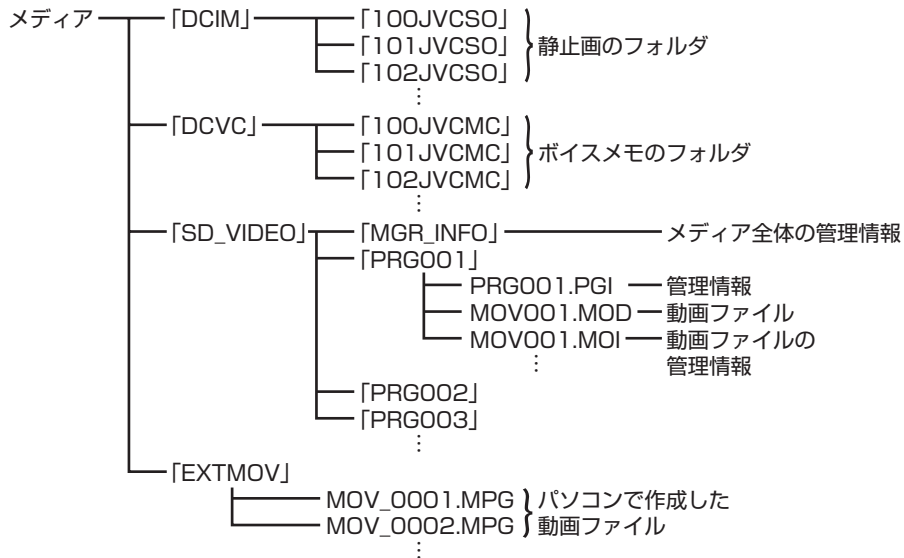 メディア 「DCIM」 「100JVCSO」
「101JVCSO」 静止画のフォルダ
「102JVCSO」
…
「DCVC」 「100JVCMC」
「101JVCMC」 ボイスメモのフォルダ
「102JVCMC」
…
「SD_VIDEO」 「MGR_INFO」 メディア全体の管理情報
「PRG001」
PRG001.PGI 管理情報
MOV001.MOD 動画ファイル
MOV001.MOI 動画ファイルの
… 管理情報
「PRG002」
「PRG003」
…
「EXTMOV」
MOV_0001.MPG パソコンで作成した
MOV_0002.MPG 動画ファイル
…